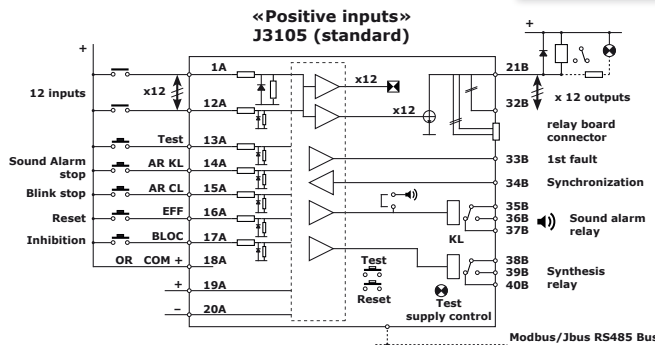 «Positive inputs»
J3105 (standard)
+
+
1A
x12
21B
12 inputs
x12
x12
x 12 outputs
12A
32B
relay board
connector
Test
13A
33B
1st fault
Sound Alarm
stop
AR KL
14A
34B
Synchronization
Blink stop
AR CL
15A
35B
36B
37B
Sound alarm
relay
Reset
EFF
16A
KL
Inhibition
BLOC
17A
OR COM +
18A
Test
Reset
38B
39B
40B
Synthesis
relay
+
19A
Test
supply control
–
20A
Modbus/Jbus RS485 Bus